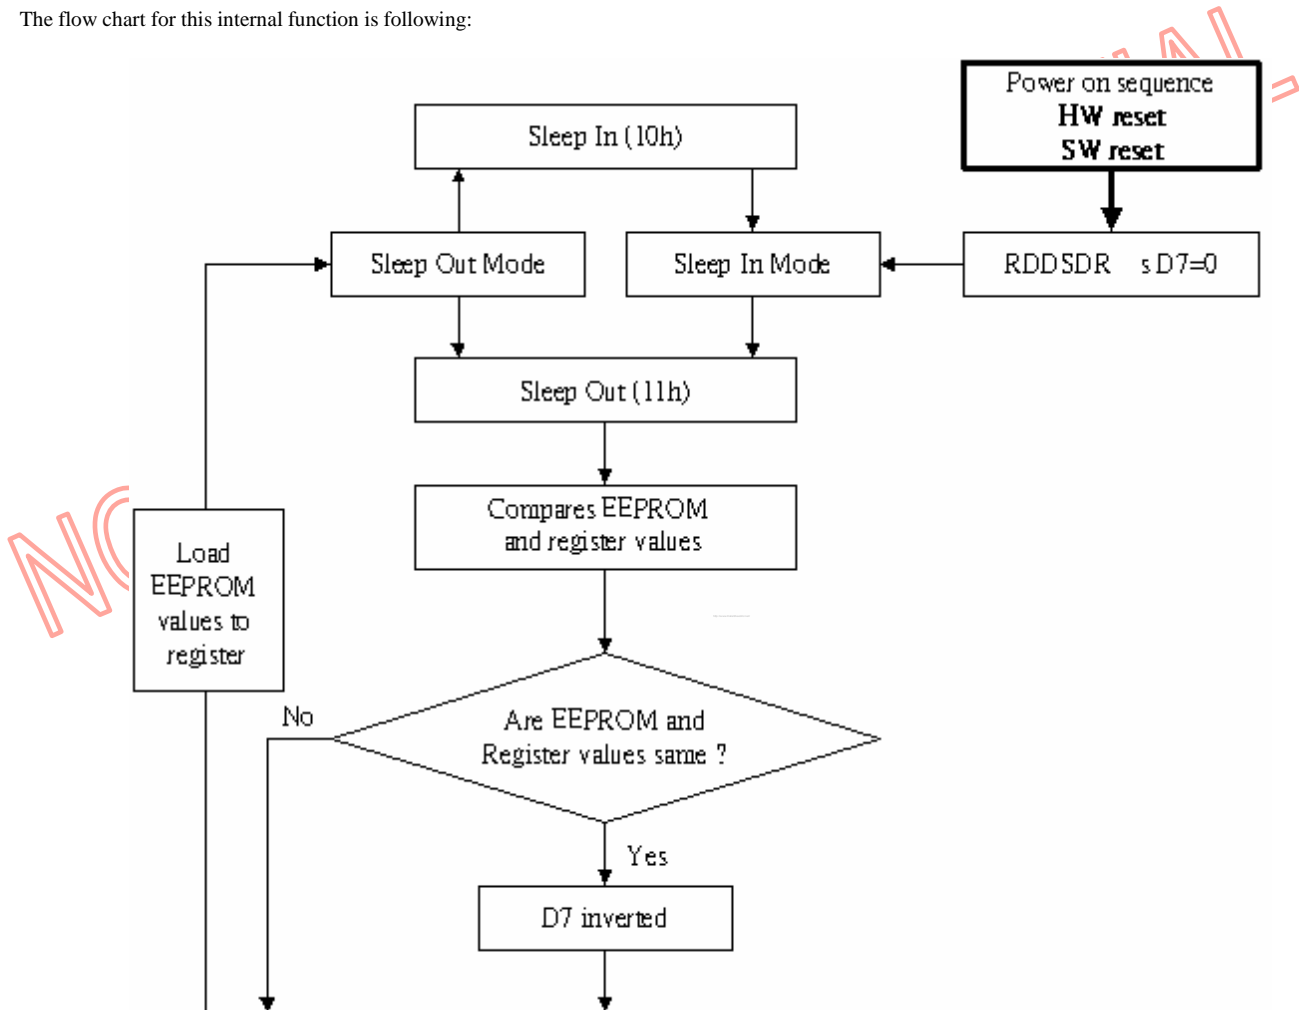 The flow chart for this internal function is following:
Power on sequence
HW reset
SW reset
Sleep In (10h)
Sleep Out Mode
Sleep In Mode
RDDSDR s D7=0
Sleep Out (11h)
Compares EEPROM
and register values
Load
EEPROM
values to
register
No
Are EEPROM and
Register values same ?
Yes
D7 inverted